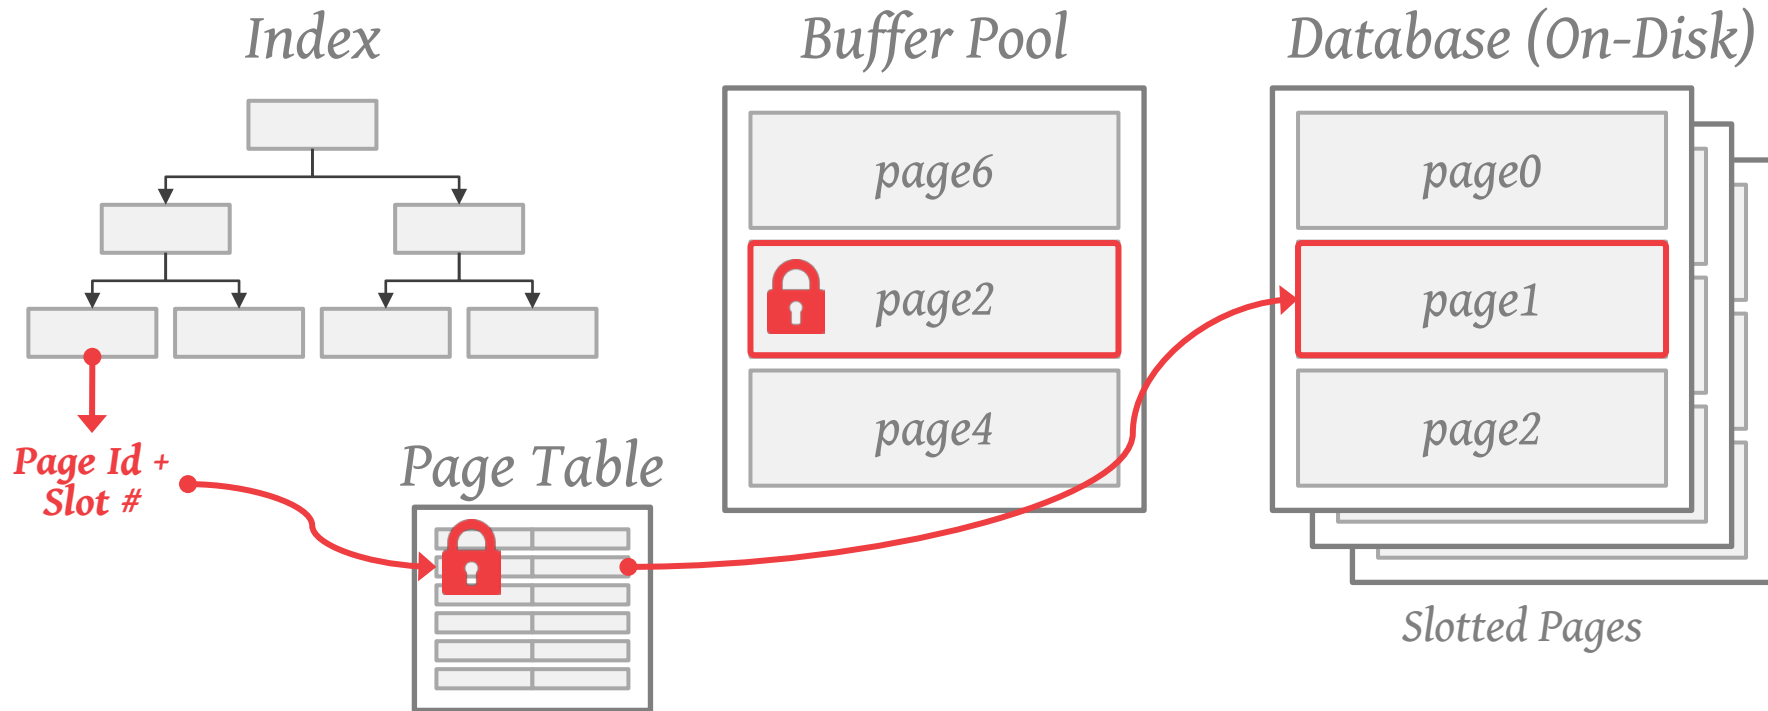 Index
Buffer Pool
Database (On-Disk)
page6
page2
page4
page0
page1
page2
Page Id +
Slot #
Page Table
Slotted Pages